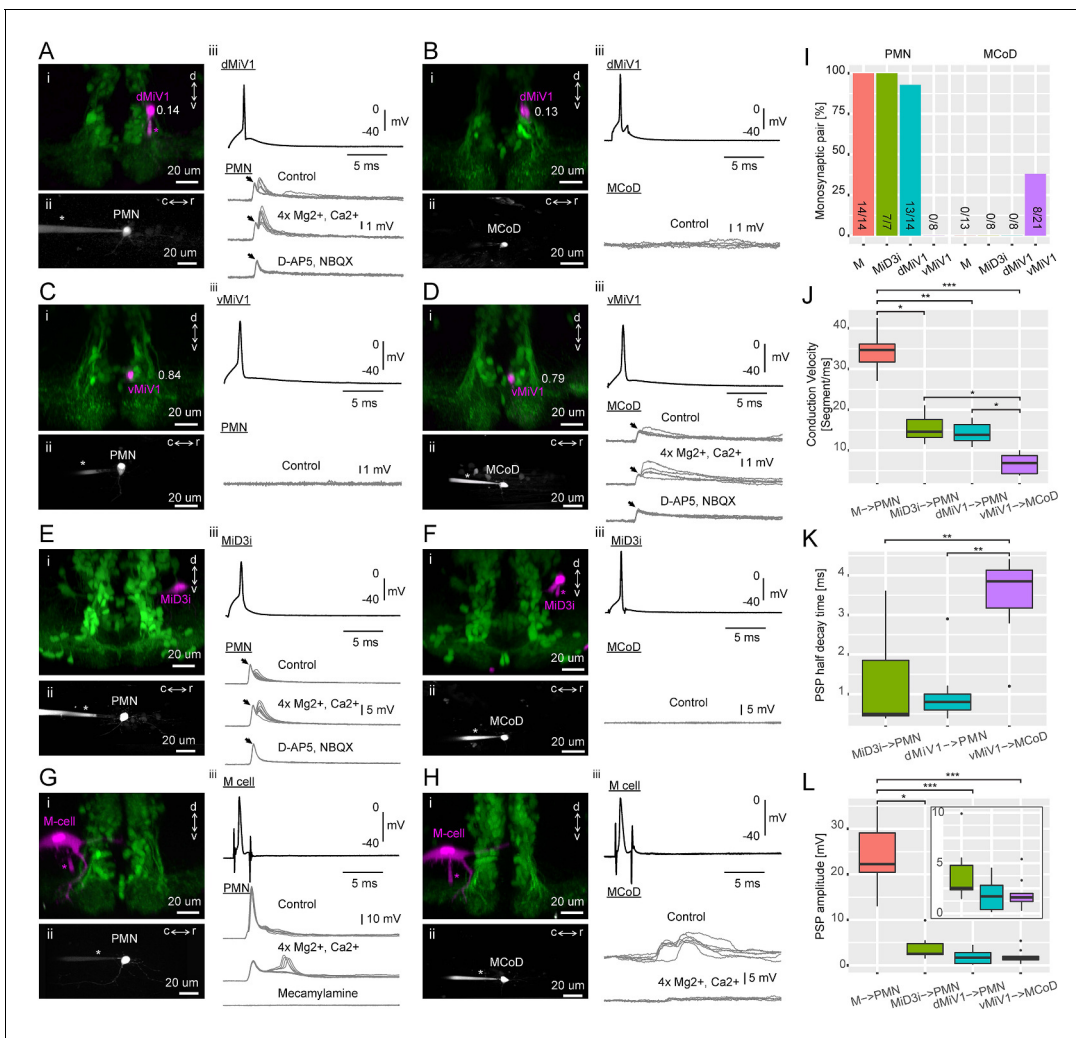 A
i
d
v
dMiV1
0.14
*
20 um
ii
*
PMN
c r
20 um
iii
dMiV1
0
-40
mV
5 ms
PMN
Control
4x Mg2+, Ca2+
1 mV
D-AP5, NBQX
B
i
d
v
dMiV1
0.13
20 um
ii
c r
MCoD
20 um
iii
dMiV1
0
-40
mV
5 ms
MCoD
Control
1 mV
C
i
d
v
0.84
vMiV1
20 um
ii
*
PMN
c r
20 um
iii
vMiV1
0
-40
mV
5 ms
PMN
Control
1 mV
D
i
d
v
0.79
vMiV1
20 um
ii
*
MCoD
c r
20 um
iii
vMiV1
0
-40
mV
5 ms
MCoD
Control
4x Mg2+, Ca2+
1 mV
D-AP5, NBQX
E
i
d
v
MiD3i
20 um
ii
*
PMN
c r
20 um
iii
MiD3i
0
-40
mV
5 ms
PMN
Control
4x Mg2+, Ca2+
5 mV
D-AP5, NBQX
F
i
d
v
MiD3i
*
20 um
ii
*
MCoD
c r
20 um
iii
MiD3i
0
-40
mV
5 ms
MCoD
5 mV
Control
G
i
d
v
M-cell
*
20 um
ii
PMN
*
c r
20 um
iii
M cell
0
-40
mV
5 ms
PMN
Control
10 mV
4x Mg2+, Ca2+
Mecamylamine
H
i
d
v
M-cell
*
20 um
ii
MCoD
*
c r
20 um
iii
M cell
0
-40
mV
5 ms
MCoD
Control
4x Mg2+, Ca2+
5 mV
I
PMN MCoD
Monosynaptic pair [%]
100
75
50
25
0
14/14
7/7
13/14
0/8
0/13
0/8
0/8
8/21
M MiD3i dMiV1 vMiV1 M MiD3i dMiV1 vMiV1
J
Conduction Velocity
[Segment/ms]
40
30
20
10
***
**
*
*
*
M->PMN MiD3i->PMN dMiV1->PMN vMiV1->MCoD
K
PSP half decay time [ms]
4
3
2
1
**
**
MiD3i->PMN dMiV1->PMN vMiV1->MCoD
L
PSP amplitude [mV]
30
20
10
0
***
***
*
10
5
0
M->PMN MiD3i->PMN dMiV1->PMN vMiV1->MCoD